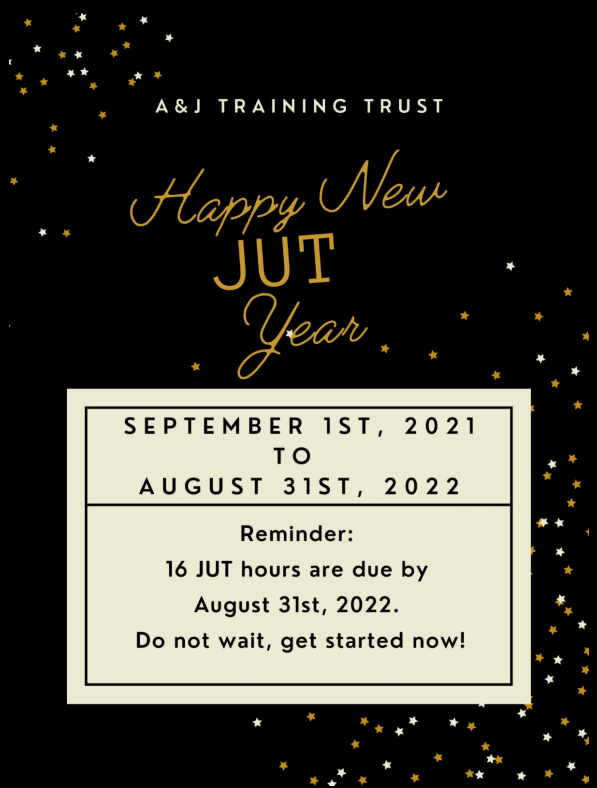 A&J TRAINING TRUST
Happy New
JUT
Year
SEPTEMBER 1ST, 2021
TO
AUGUST 31ST, 2022
Reminder:
16 JUT hours are due by
August 31st, 2022.
Do not wait, get started now!